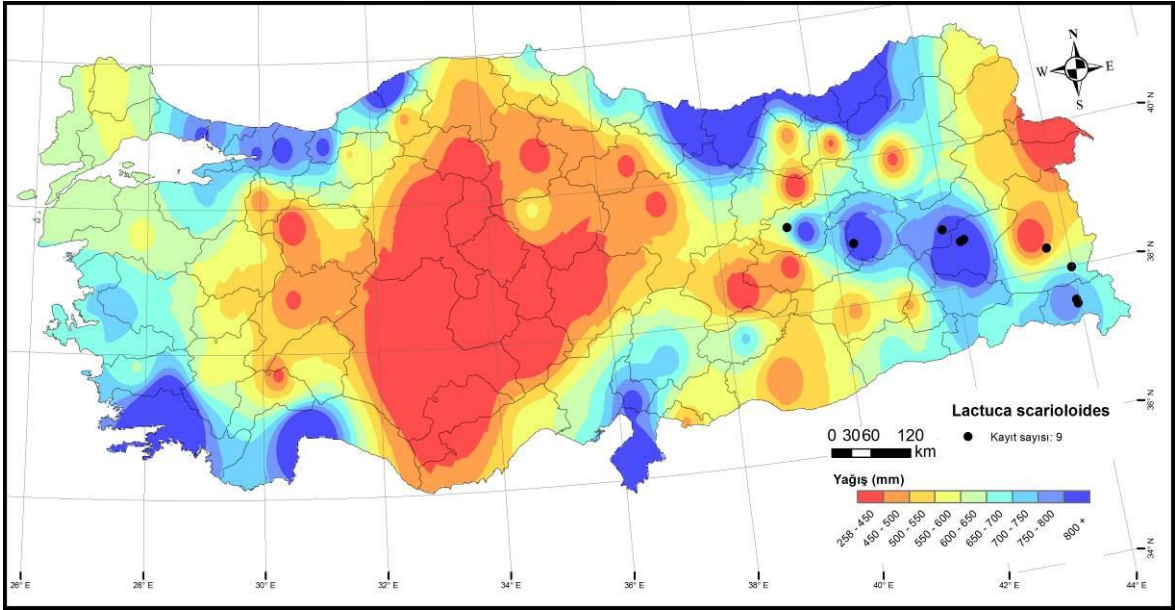 N
W E
S
40° N
38° N
36° N
34° N
Lactuca scarioloides
Kayıt sayısı: 9
0 30 60 120
km
Yağış (mm)
258 - 450
450 - 500
500 - 550
550 - 600
600 - 650
650 - 700
700 - 750
750 - 800
800 +
26° E 28° E 30° E 32° E 34° E 36° E 38° E 40° E 42° E 44° E